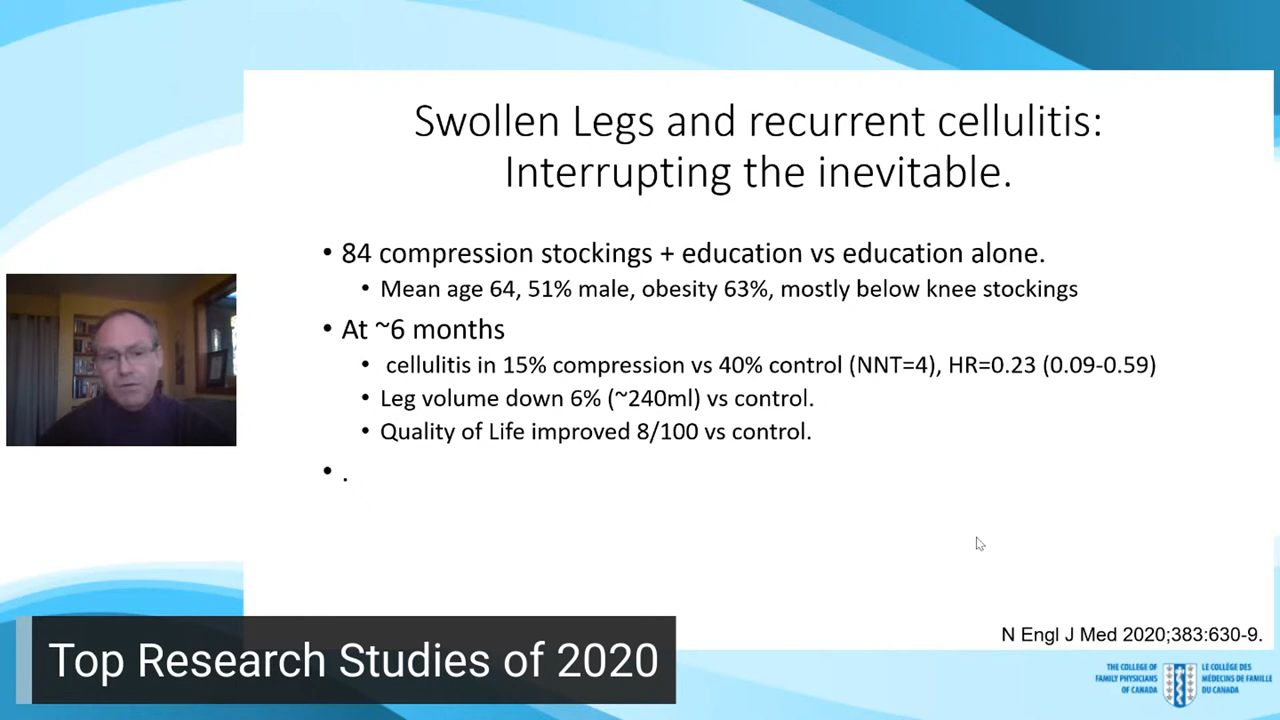 Swollen Legs and recurrent cellulitis:
Interrupting the inevitable.
• 84 compression stockings + education vs education alone.
• Mean age 64, 51% male, obesity 63%, mostly below knee stockings
• At ~6 months
• cellulitis in 15% compression vs 40% control (NNT=4), HR=0.23 (0.09-0.59)
• Leg volume down 6% (~240ml) vs control.
• Quality of Life improved 8/100 vs control.
• .
N Engl J Med 2020;383:630-9.
Top Research Studies of 2020
THE COLLEGE OF
FAMILY PHYSICIANS
OF CANADA
LE COLLÈGE DES
MÉDECINS DE FAMILLE
DU CANADA